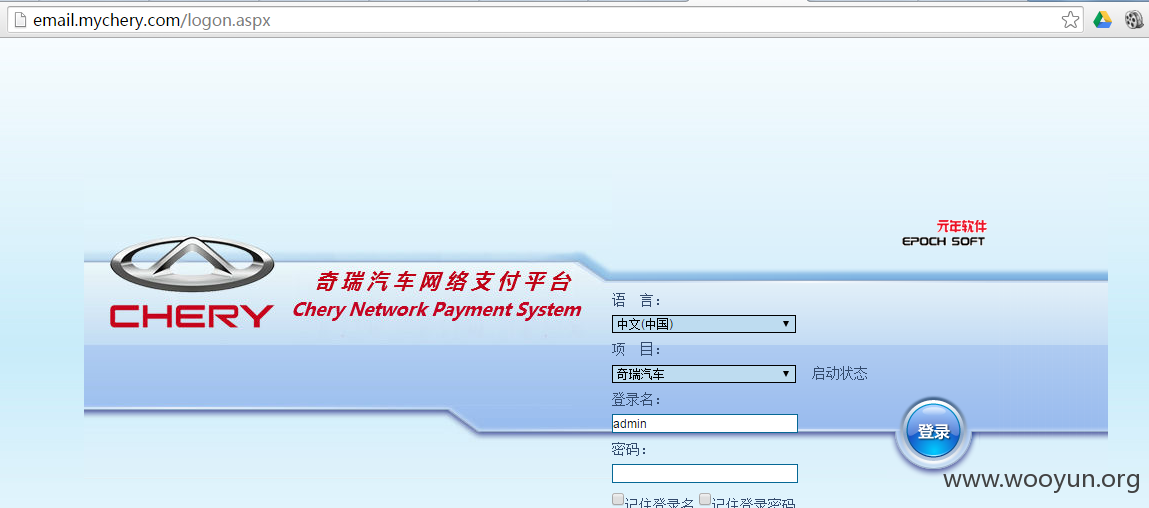 email.mychery.com/logon.aspx
元年软件
EPOCH SOFT
CHERY
奇瑞汽车网络支付平台
Chery Network Payment System
语 言：
中文(中国)
项 目：
奇瑞汽车
启动状态
登录名：
admin
登录
密码：
www.wooyun.org
记住登录名 记住登录密码